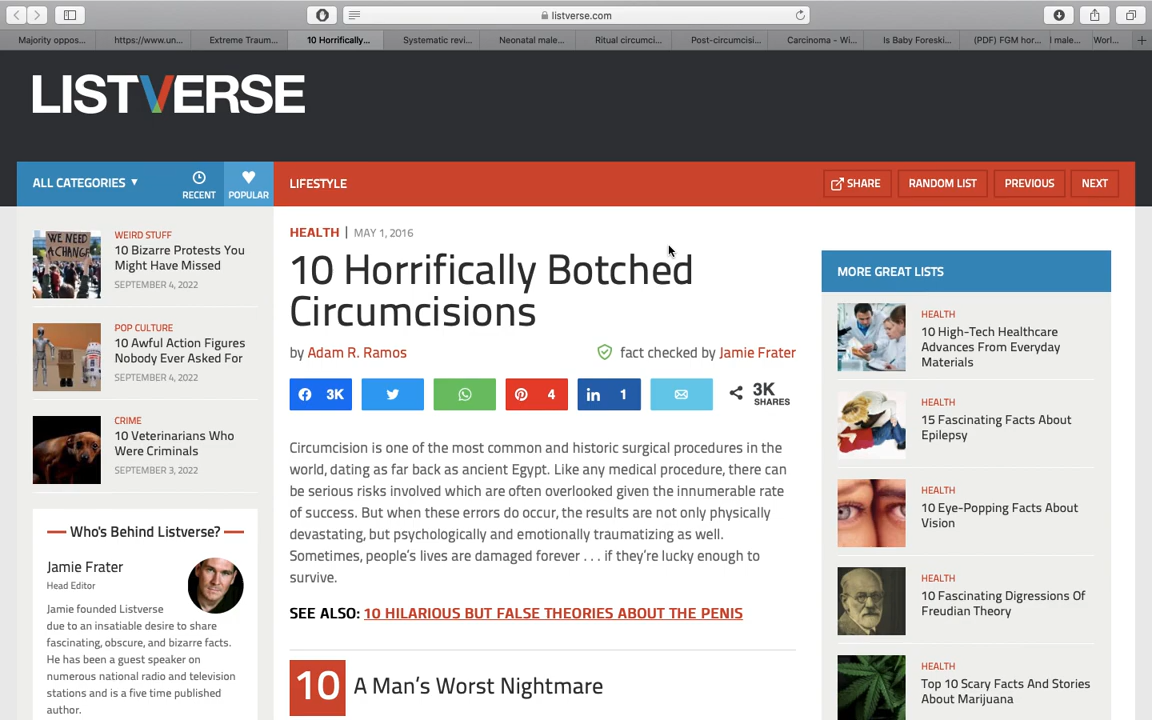 listverse.com
Majority oppos...
https://www.un...
Extreme Traum...
10 Horrifically...
Systematic revi...
Neonatal male...
Ritual circumci...
Post-circumcisi...
Carcinoma - Wi...
Is Baby Foreski...
(PDF) FGM hor...
l male...
Worl...
LISTVERSE
ALL CATEGORIES
RECENT
POPULAR
LIFESTYLE
SHARE
RANDOM LIST
PREVIOUS
NEXT
WE NEED
A CHANGE
WEIRD STUFF
10 Bizarre Protests You
Might Have Missed
SEPTEMBER 4, 2022
POP CULTURE
10 Awful Action Figures
Nobody Ever Asked For
SEPTEMBER 4, 2022
CRIME
10 Veterinarians Who
Were Criminals
SEPTEMBER 3, 2022
Who's Behind Listverse?
Jamie Frater
Head Editor
Jamie founded Listverse
due to an insatiable desire to share
fascinating, obscure, and bizarre facts.
He has been a guest speaker on
numerous national radio and television
stations and is a five time published
author.
HEALTH | MAY 1, 2016
10 Horrifically Botched
Circumcisions
by Adam R. Ramos
fact checked by Jamie Frater
3K
4
in 1
3K
SHARES
Circumcision is one of the most common and historic surgical procedures in the
world, dating as far back as ancient Egypt. Like any medical procedure, there can
be serious risks involved which are often overlooked given the innumerable rate
of success. But when these errors do occur, the results are not only physically
devastating, but psychologically and emotionally traumatizing as well.
Sometimes, people's lives are damaged forever . . . if they're lucky enough to
survive.
SEE ALSO: 10 HILARIOUS BUT FALSE THEORIES ABOUT THE PENIS
10 A Man's Worst Nightmare
MORE GREAT LISTS
HEALTH
10 High-Tech Healthcare
Advances From Everyday
Materials
HEALTH
15 Fascinating Facts About
Epilepsy
HEALTH
10 Eye-Popping Facts About
Vision
HEALTH
10 Fascinating Digressions Of
Freudian Theory
HEALTH
Top 10 Scary Facts And Stories
About Marijuana